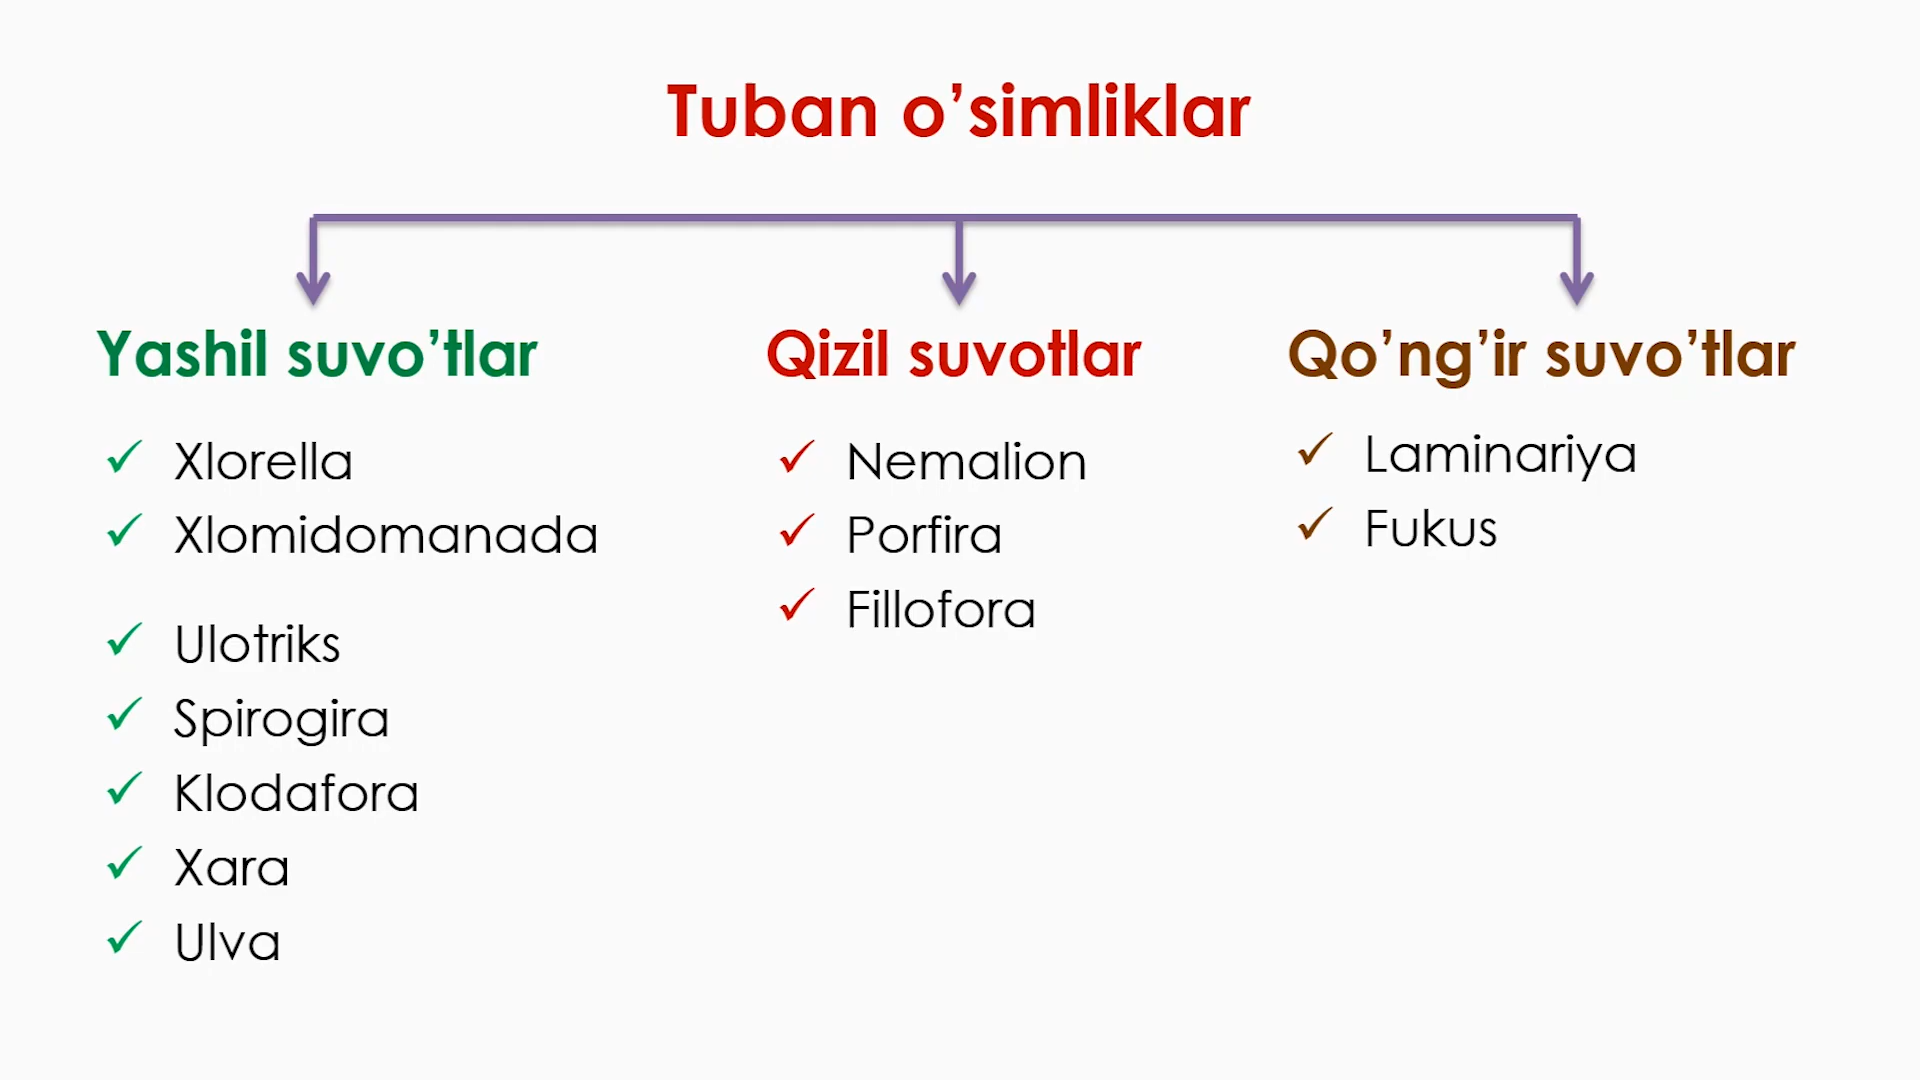 Tuban o’simliklar
Yashil suvo’tlar
Xlorella
Xlomidomanada
Ulotriks
Spirogira
Klodafora
Xara
Ulva
Qizil suvotlar
Nemalion
Porfira
Fillofora
Qo’ng’ir suvo’tlar
Laminariya
Fukus